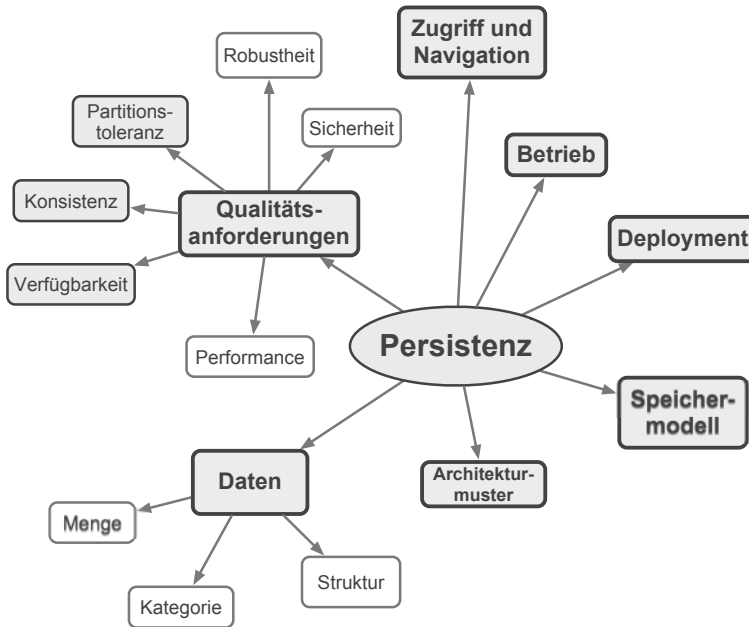 Zugriff und
Navigation
Robustheit
Partitions-
toleranz
Sicherheit
Betrieb
Konsistenz
Qualitäts-
anforderungen
Deployment
Verfügbarkeit
Performance
Persistenz
Speicher-
modell
Daten
Architektur-
muster
Menge
Struktur
Kategorie